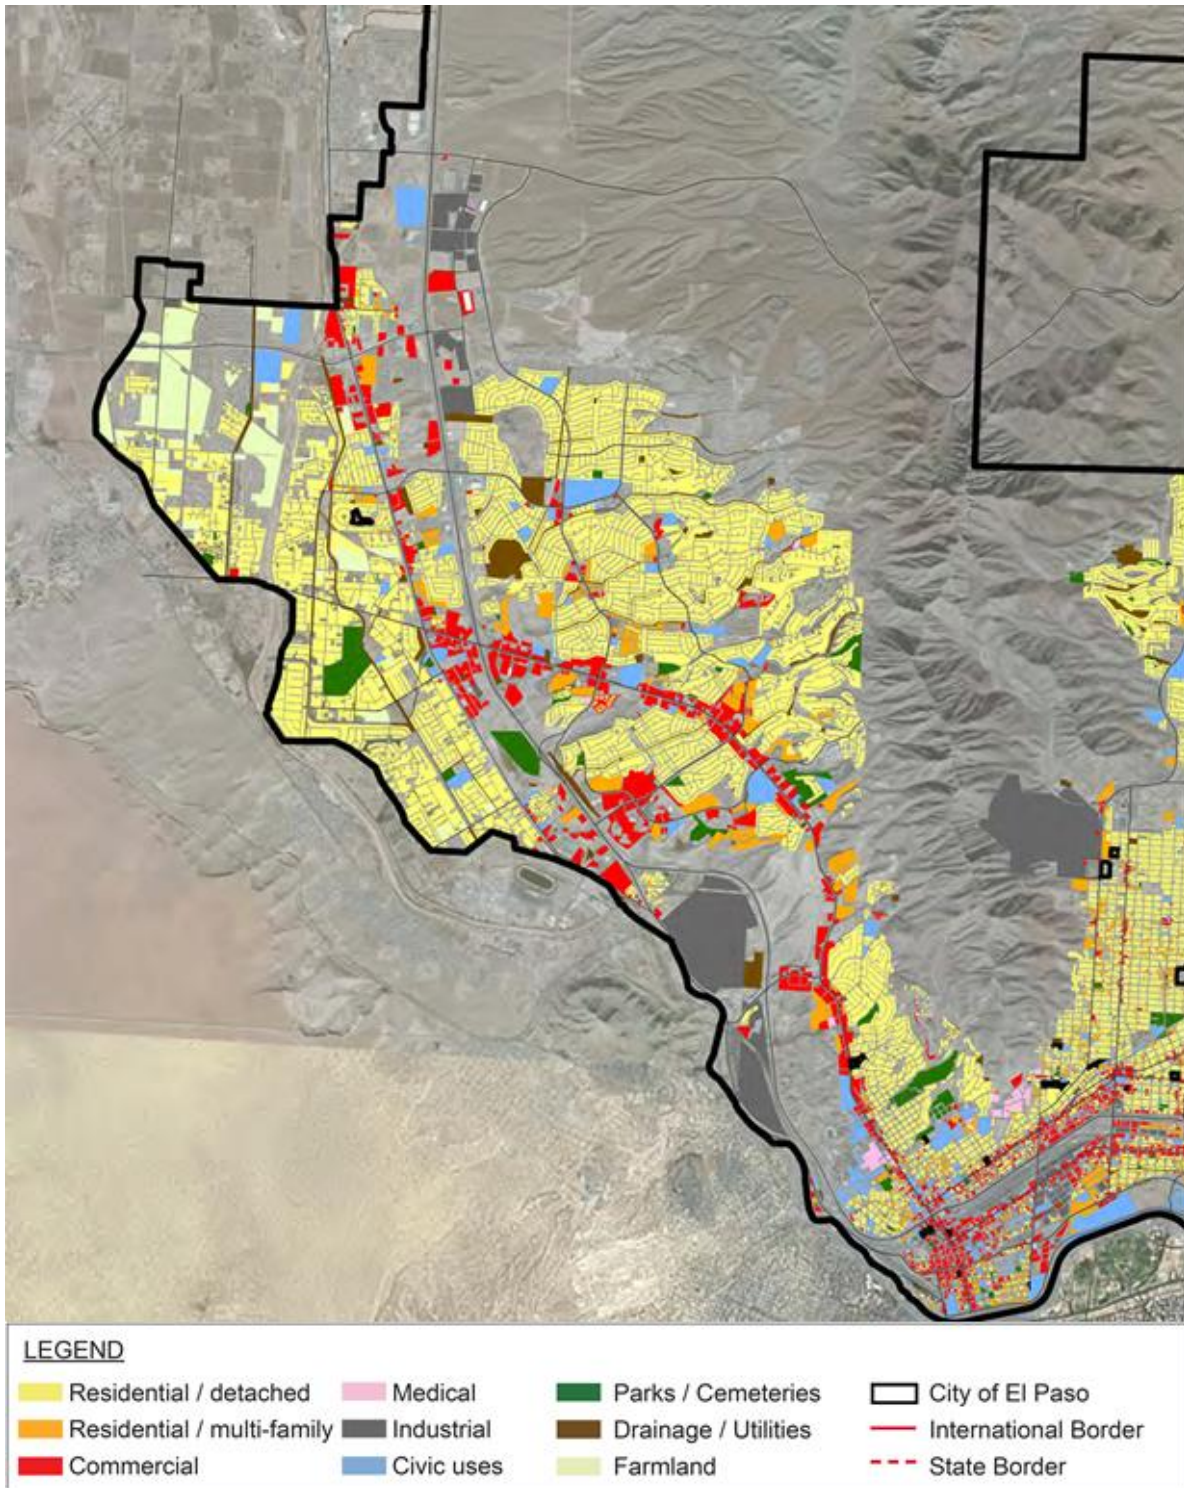 LEGEND
Residential / detached Medical Parks / Cemeteries City of El Paso
Residential / multi-family Industrial Drainage / Utilities International Border
Commercial Civic uses Farmland State Border